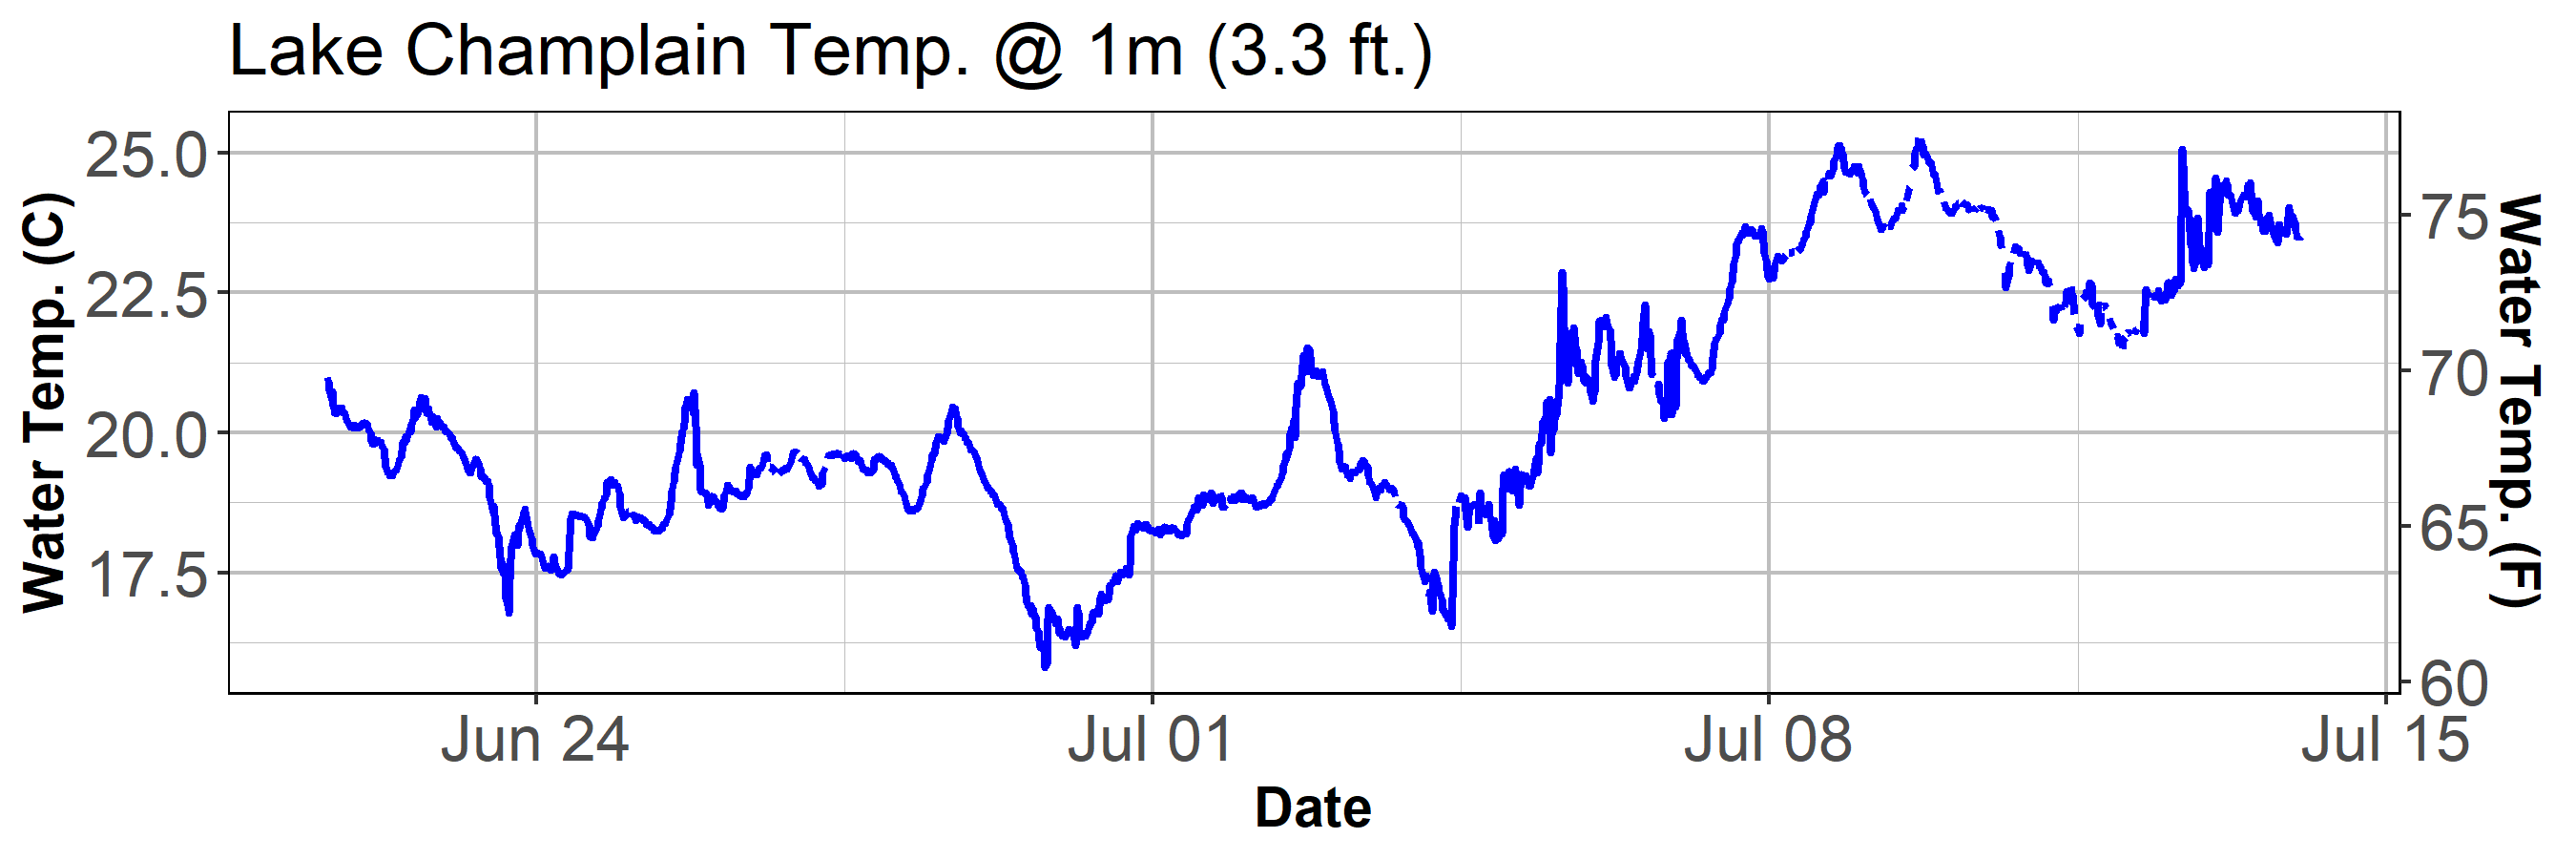 Lake Champlain Temp. @ 1m (3.3 ft.)
Water Temp. (C)
25.0
22.5
20.0
17.5
75
70
65
60
Water Temp. (F)
Jun 24
Jul 01
Jul 08
Jul 15
Date